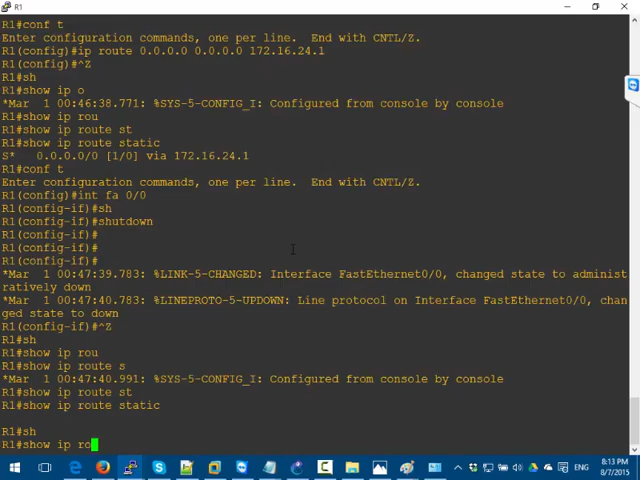 R1
R1#conf t
Enter configuration commands, one per line.  End with CNTL/Z.
R1(config)#ip route 0.0.0.0 0.0.0.0 172.16.24.1
R1(config)#^Z
R1#sh
R1#show ip o
*Mar  1 00:46:38.771: %SYS-5-CONFIG_I: Configured from console by console
R1#show ip rou
R1#show ip route st
R1#show ip route static
S*   0.0.0.0/0 [1/0] via 172.16.24.1
R1#conf t
Enter configuration commands, one per line.  End with CNTL/Z.
R1(config)#int fa 0/0
R1(config-if)#sh
R1(config-if)#shutdown
R1(config-if)#
R1(config-if)#
R1(config-if)#
*Mar  1 00:47:39.783: %LINK-5-CHANGED: Interface FastEthernet0/0, changed state to administ
ratively down
*Mar  1 00:47:40.783: %LINEPROTO-5-UPDOWN: Line protocol on Interface FastEthernet0/0, chan
ged state to down
R1(config-if)#^Z
R1#sh
R1#show ip rou
R1#show ip route s
*Mar  1 00:47:40.991: %SYS-5-CONFIG_I: Configured from console by console
R1#show ip route st
R1#show ip route static
R1#sh
R1#show ip ro
ENG
8:13 PM
8/7/2015